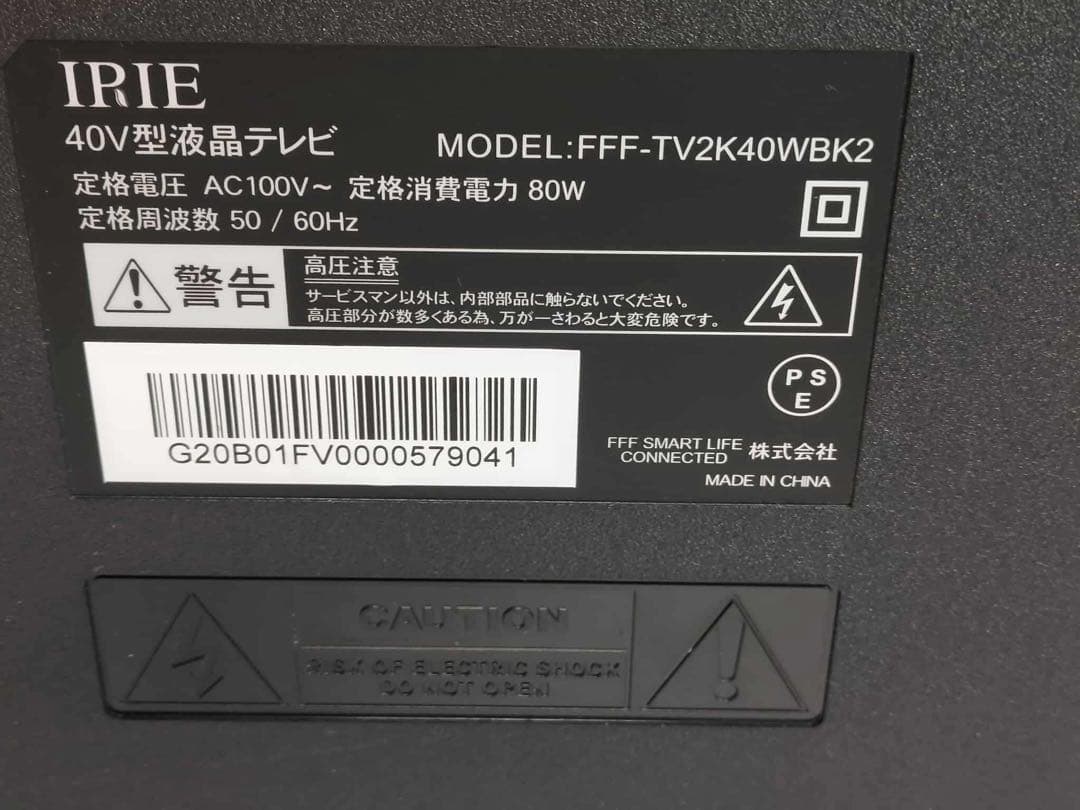 IRIE
40V型液晶テレビ MODEL:FFF-TV2K40WBK2
定格電圧 AC100V～ 定格消費電力 80W
定格周波数 50 / 60Hz
警告
高圧注意
サービスマン以外は、内部部品に触らないでください。
高圧部分が数多くある為、万が一さわると大変危険です。
G20B01FV0000579041
P S
E
FFF SMART LIFE
CONNECTED 株式会社
MADE IN CHINA
CAUTION
RISK OF ELECTRIC SHOCK
DO NOT OPEN